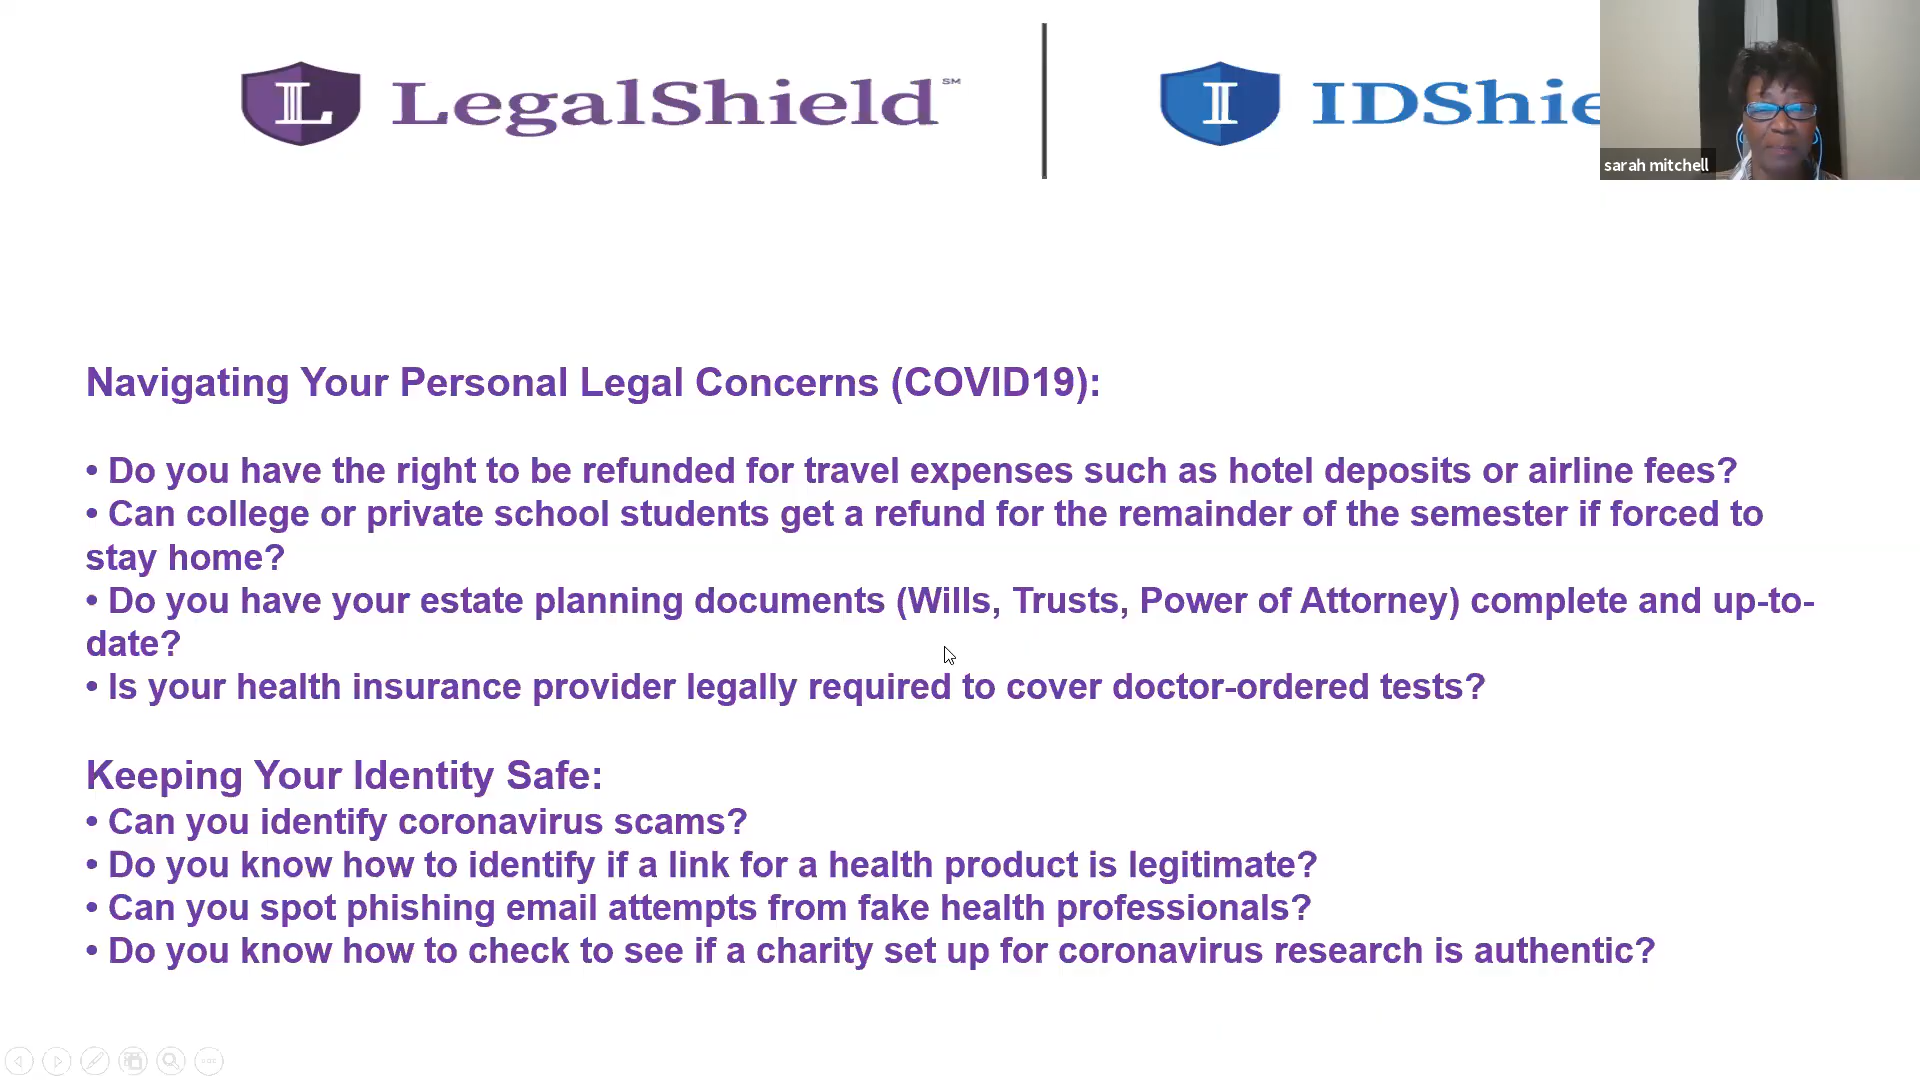 LegalShield℠
IDShie
sarah mitchell
Navigating Your Personal Legal Concerns (COVID19):
• Do you have the right to be refunded for travel expenses such as hotel deposits or airline fees?
• Can college or private school students get a refund for the remainder of the semester if forced to
stay home?
• Do you have your estate planning documents (Wills, Trusts, Power of Attorney) complete and up-to-
date?
• Is your health insurance provider legally required to cover doctor-ordered tests?
Keeping Your Identity Safe:
• Can you identify coronavirus scams?
• Do you know how to identify if a link for a health product is legitimate?
• Can you spot phishing email attempts from fake health professionals?
• Do you know how to check to see if a charity set up for coronavirus research is authentic?